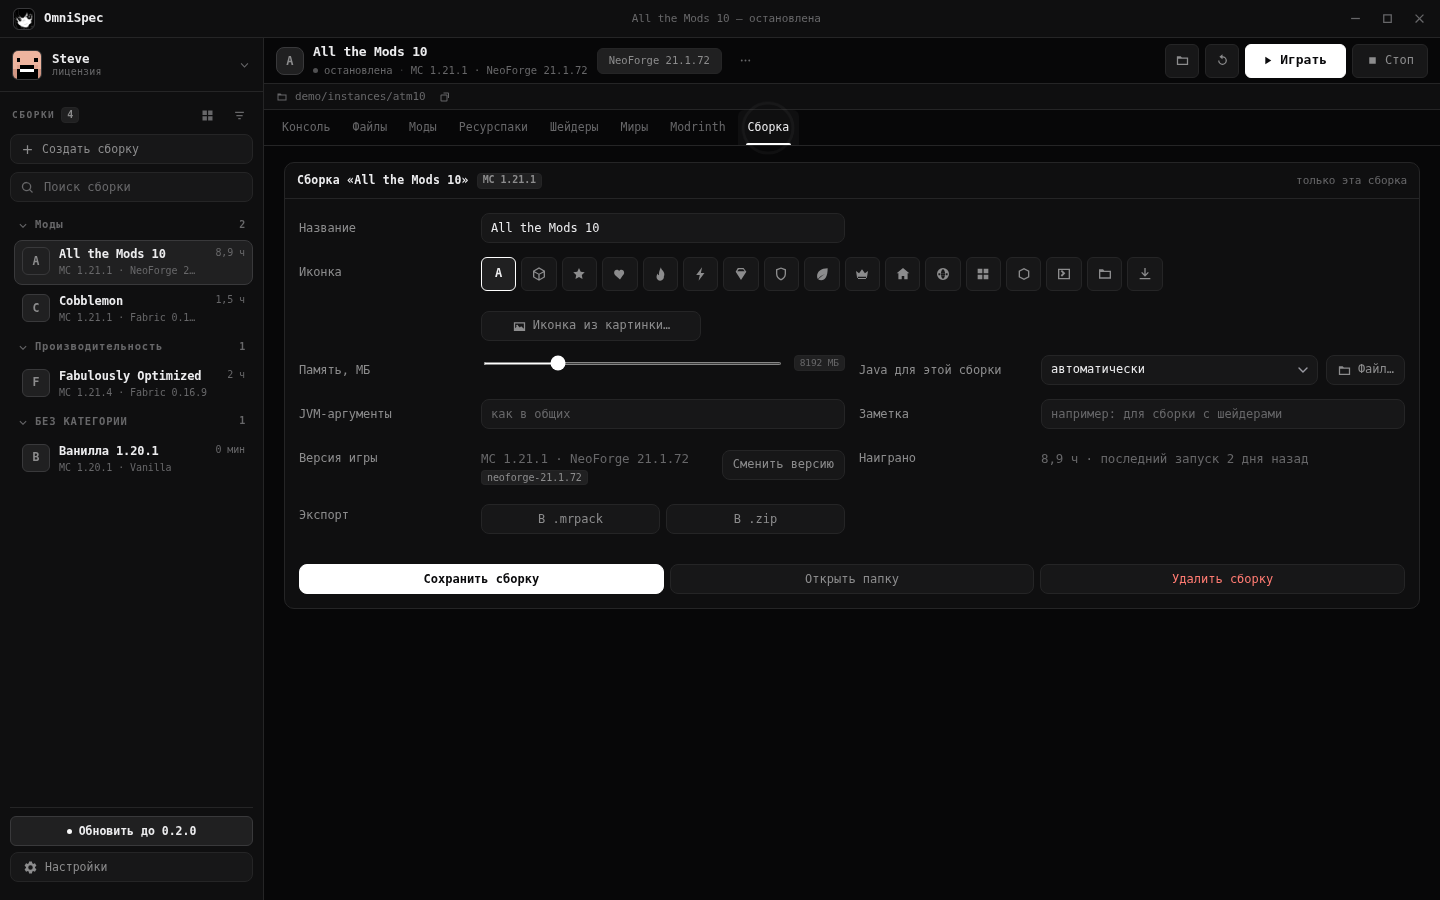 OmniSpec
All the Mods 10 — остановлена
Steve
лицензия
СБОРКИ 4
Создать сборку
Поиск сборки
Моды 2
A All the Mods 10 8,9 ч
MC 1.21.1 · NeoForge 2…
C Cobblemon 1,5 ч
MC 1.21.1 · Fabric 0.1…
Производительность 1
F Fabulously Optimized 2 ч
MC 1.21.4 · Fabric 0.16.9
БЕЗ КАТЕГОРИИ 1
В Ванилла 1.20.1 0 мин
MC 1.20.1 · Vanilla
Обновить до 0.2.0
Настройки
A All the Mods 10
остановлена · MC 1.21.1 · NeoForge 21.1.72
NeoForge 21.1.72
Играть
Стоп
demo/instances/atm10
Консоль Файлы Моды Ресурспаки Шейдеры Миры Modrinth Сборка
Сборка «All the Mods 10» MC 1.21.1 только эта сборка
Название All the Mods 10
Иконка A
Иконка из картинки…
Память, МБ 8192 МБ Java для этой сборки автоматически Файл…
JVM-аргументы как в общих Заметка например: для сборки с шейдерами
Версия игры MC 1.21.1 · NeoForge 21.1.72 Сменить версию Наиграно 8,9 ч · последний запуск 2 дня назад
neoforge-21.1.72
Экспорт В .mrpack В .zip
Сохранить сборку Открыть папку Удалить сборку